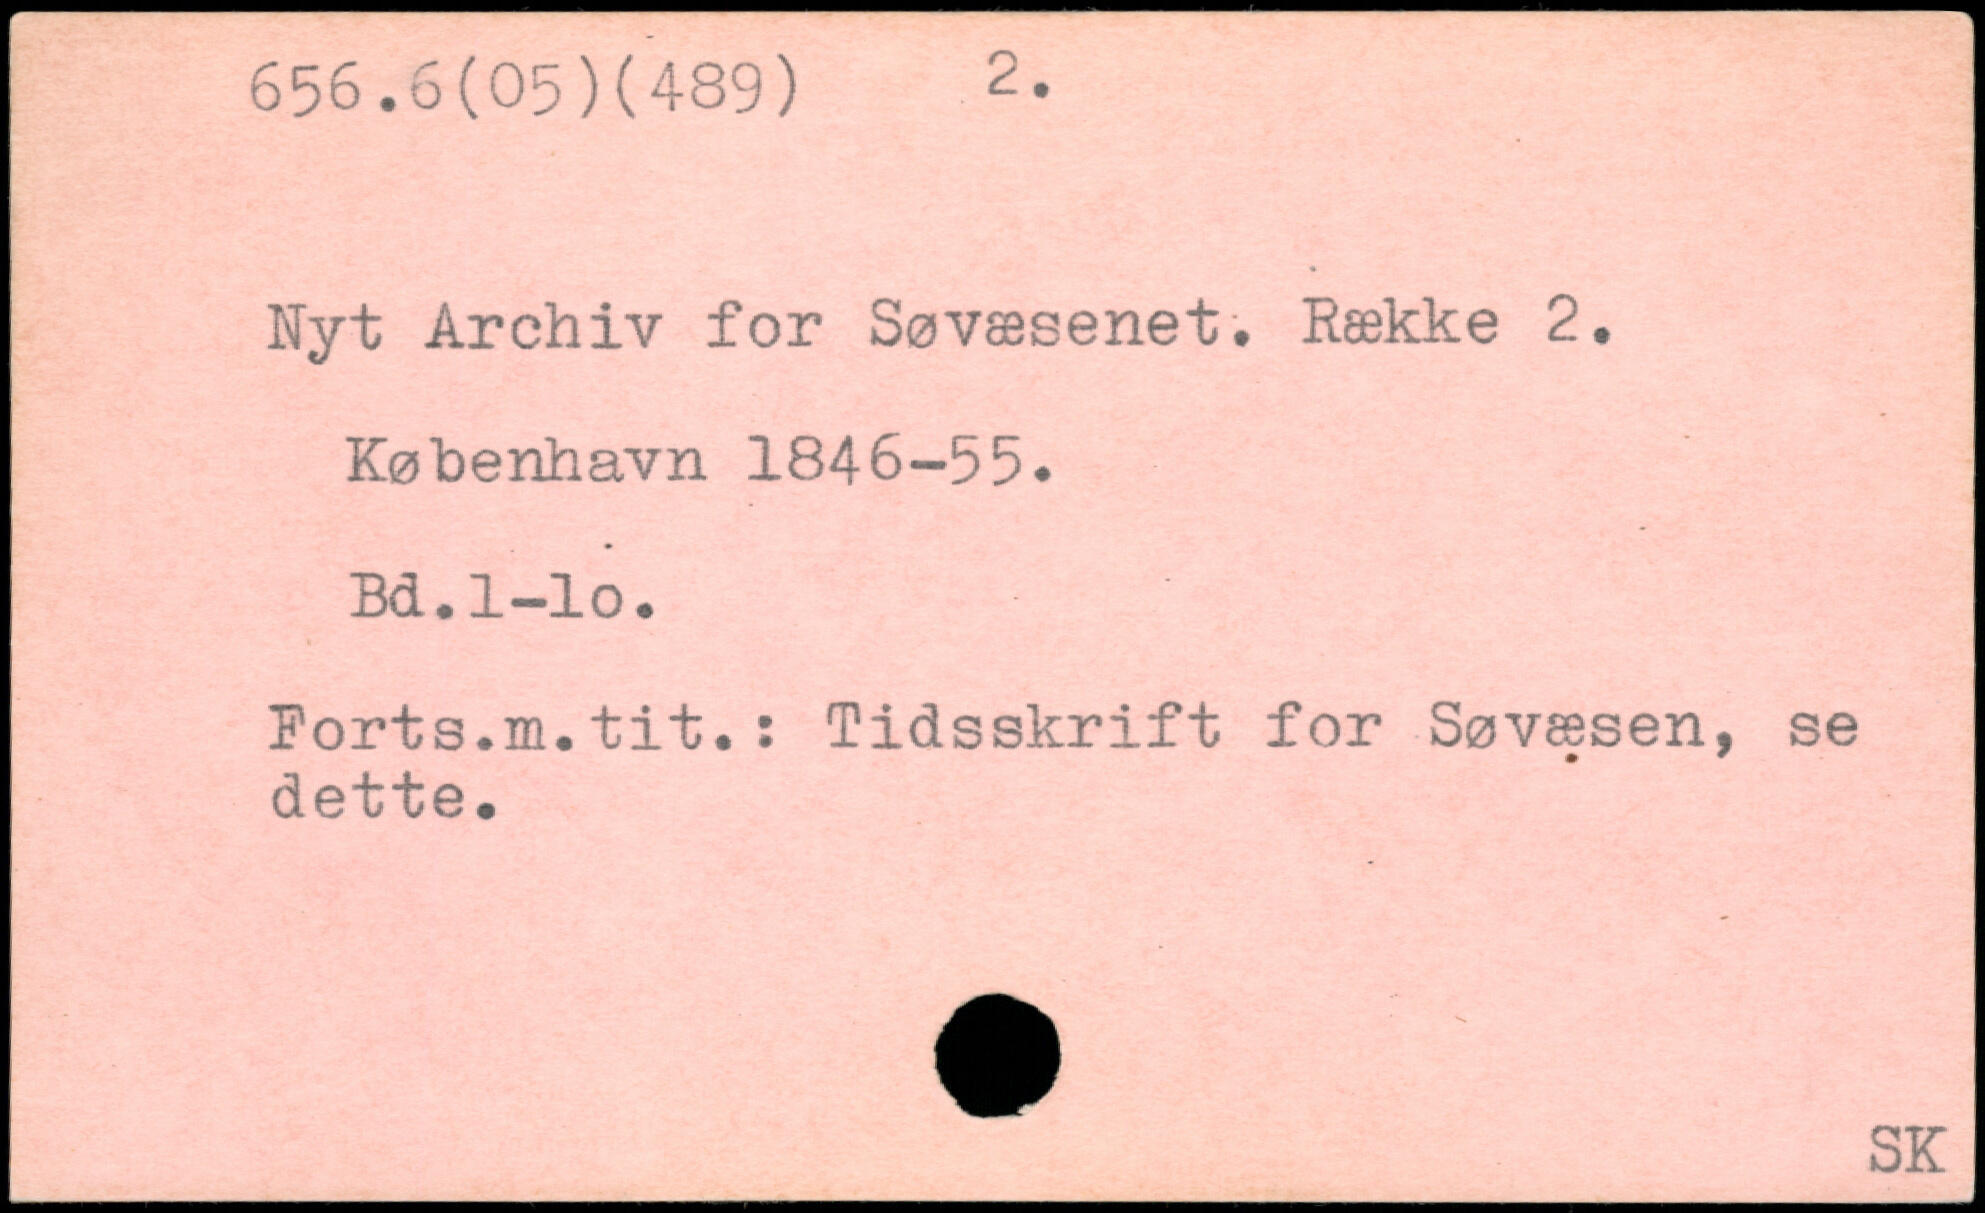 656.6(05)(489) 2.
Nyt Archiv for Søvæsenet. Række 2.
København 1846-55.
Bd.1-lo.
Forts.m.tit.: Tidsskrift for Søvæsen, se
dette.
SK